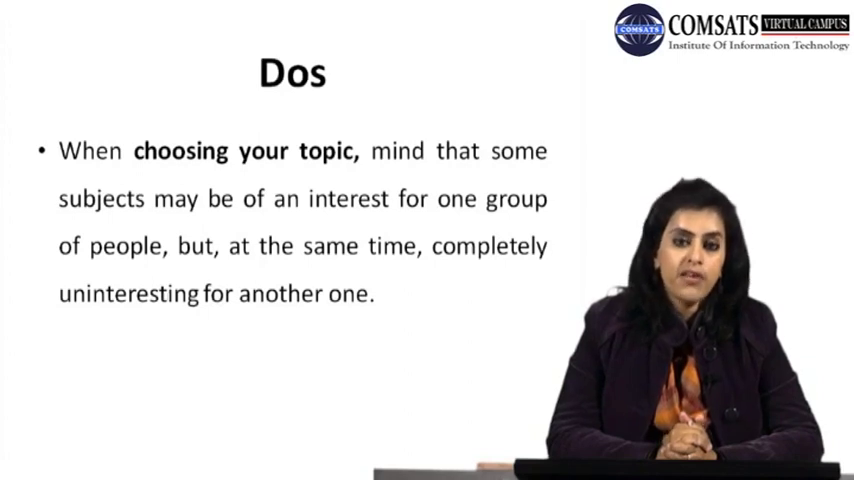 COMSATS VIRTUAL CAMPUS
COMSATS
Institute Of Information Technology
Dos
• When choosing your topic, mind that some
subjects may be of an interest for one group
of people, but, at the same time, completely
uninteresting for another one.